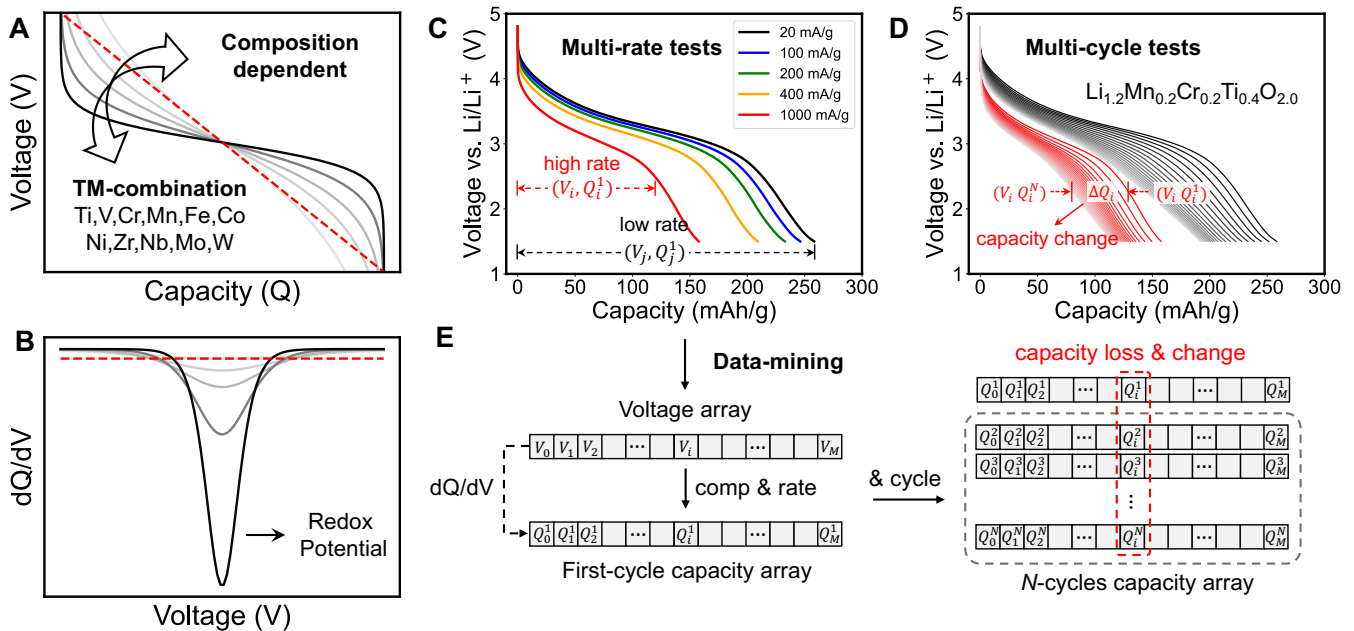 A
Voltage (V)
Composition
dependent
TM-combination
Ti,V,Cr,Mn,Fe,Co
Ni,Zr,Nb,Mo,W
Capacity (Q)
B
dQ/dV
Redox
Potential
Voltage (V)
C
Voltage vs. Li/Li⁺ (V)
5
4
3
2
1
Multi-rate tests
20 mA/g
100 mA/g
200 mA/g
400 mA/g
1000 mA/g
high rate
(Vᵢ, Qᵢ¹)
low rate
(Vⱼ, Qⱼ¹)
0 50 100 150 200 250 300
Capacity (mAh/g)
D
Voltage vs. Li/Li⁺ (V)
5
4
3
2
1
Multi-cycle tests
Li₁.₂Mn₀.₂Cr₀.₂Ti₀.₄O₂.₀
(Vᵢ Qᵢᴺ) ΔQᵢ (Vᵢ Qᵢ¹)
capacity change
0 50 100 150 200 250 300
Capacity (mAh/g)
E
Data-mining
Voltage array
V₀ V₁ V₂ ... Vᵢ ... V_M
dQ/dV
comp & rate
Q₀¹ Q₁¹ Q₂¹ ... Qᵢ¹ ... Q_M¹
First-cycle capacity array
& cycle
capacity loss & change
Q₀¹ Q₁¹ Q₂¹ ... Qᵢ¹ ... Q_M¹
Q₀² Q₁² Q₂² ... Qᵢ² ... Q_M²
Q₀³ Q₁³ Q₂³ ... Qᵢ³ ... Q_M³
⋮
Q₀ᴺ Q₁ᴺ Q₂ᴺ ... Qᵢᴺ ... Q_Mᴺ
N-cycles capacity array